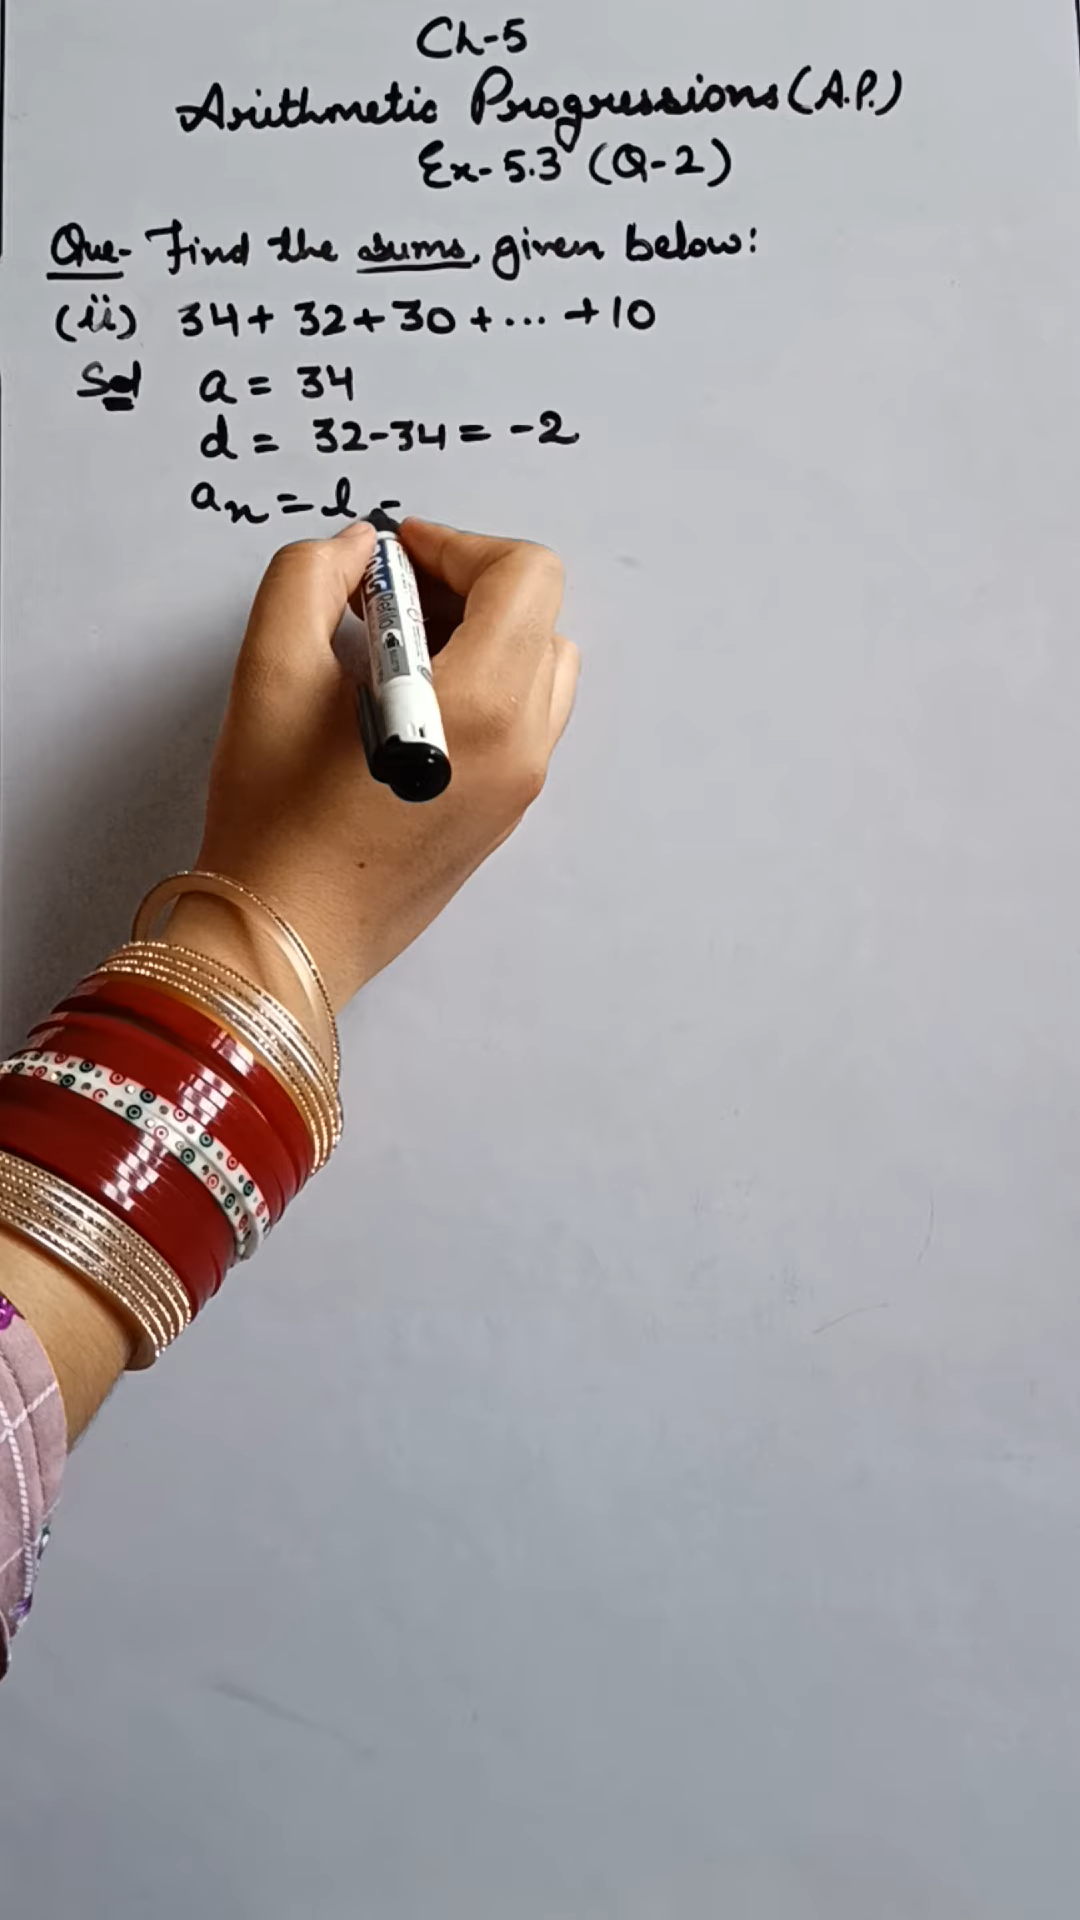 Ch-5
Arithmetic Progressions (A.P.)
Ex- 5.3 (Q-2)
Que- Find the sums, given below:
(ii) 34 + 32 + 30 + ... + 10
Sol a = 34
d = 32-34 = -2
an = l =
Refilo